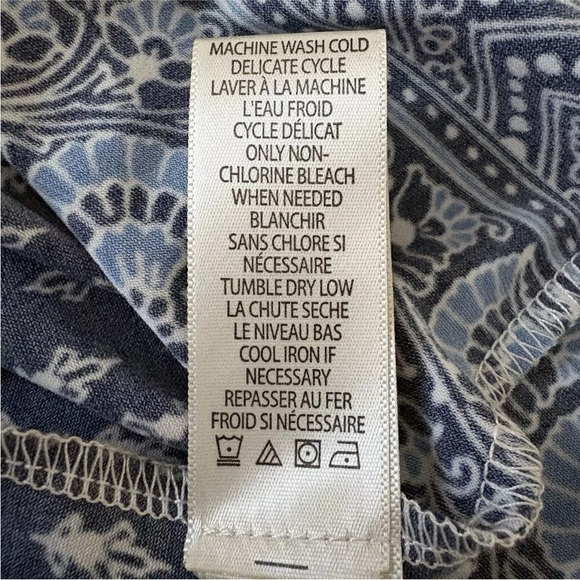 MACHINE WASH COLD
DELICATE CYCLE
LAVER À LA MACHINE
L'EAU FROID
CYCLE DÉLICAT
ONLY NON-
CHLORINE BLEACH
WHEN NEEDED
BLANCHIR
SANS CHLORE SI
NÉCESSAIRE
TUMBLE DRY LOW
LA CHUTE SECHE
LE NIVEAU BAS
COOL IRON IF
NECESSARY
REPASSER AU FER
FROID SI NÉCESSAIRE